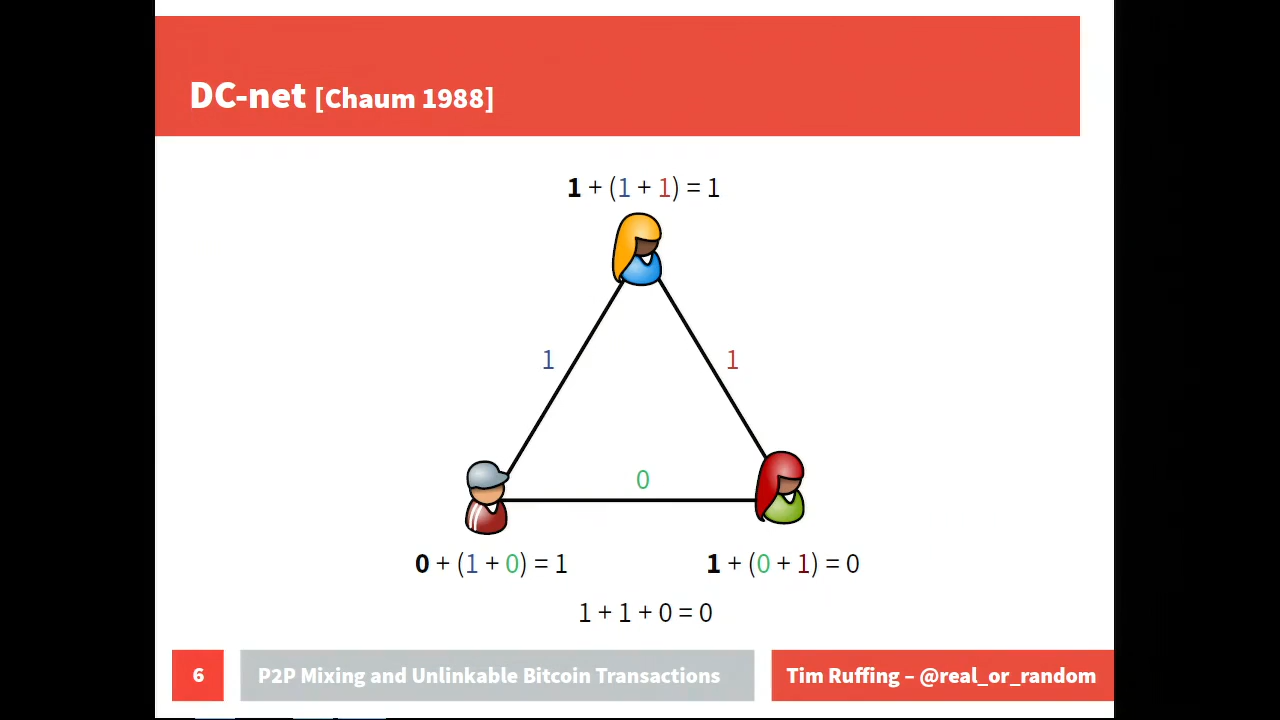 DC-net [Chaum 1988]
1 + (1 + 1) = 1
1
1
0
0 + (1 + 0) = 1
1 + (0 + 1) = 0
1 + 1 + 0 = 0
6
P2P Mixing and Unlinkable Bitcoin Transactions
Tim Ruffing – @real_or_random